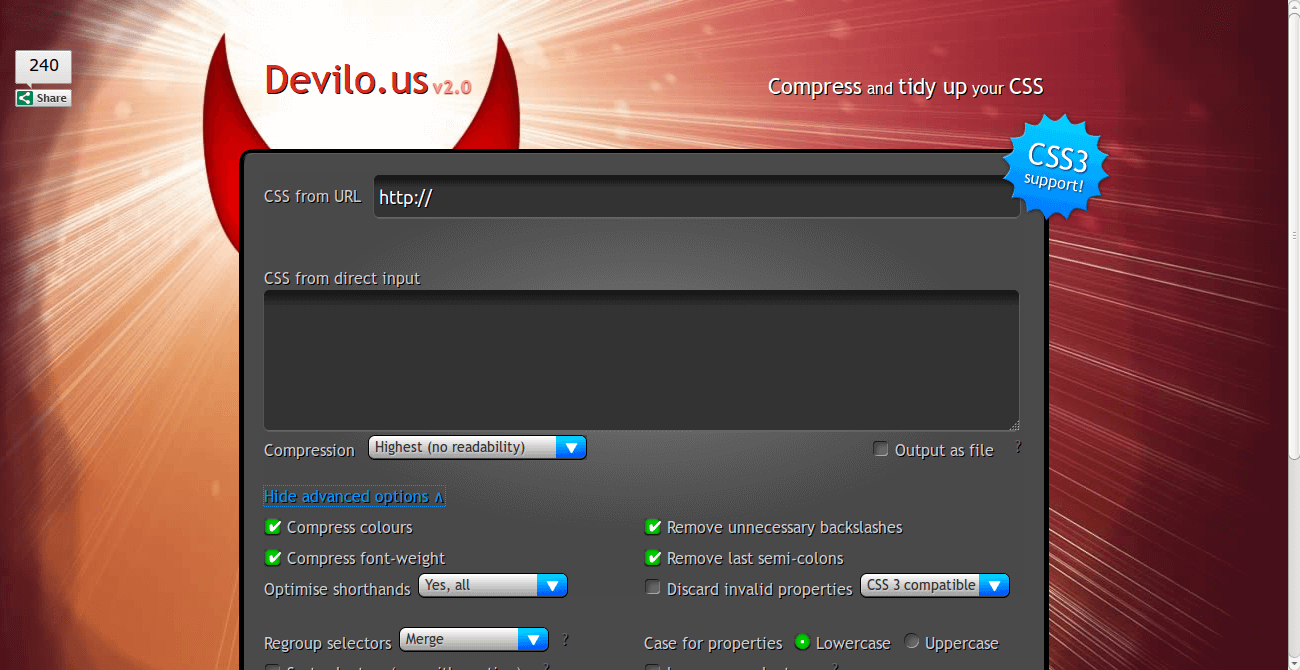 240
Share
Devilo.us v2.0
Compress and tidy up your CSS
CSS3
support!
CSS from URL http://
CSS from direct input
Compression Highest (no readability) Output as file ?
Hide advanced options ∧
Compress colours Remove unnecessary backslashes
Compress font-weight Remove last semi-colons
Optimise shorthands Yes, all Discard invalid properties CSS 3 compatible
Regroup selectors Merge ? Case for properties Lowercase Uppercase